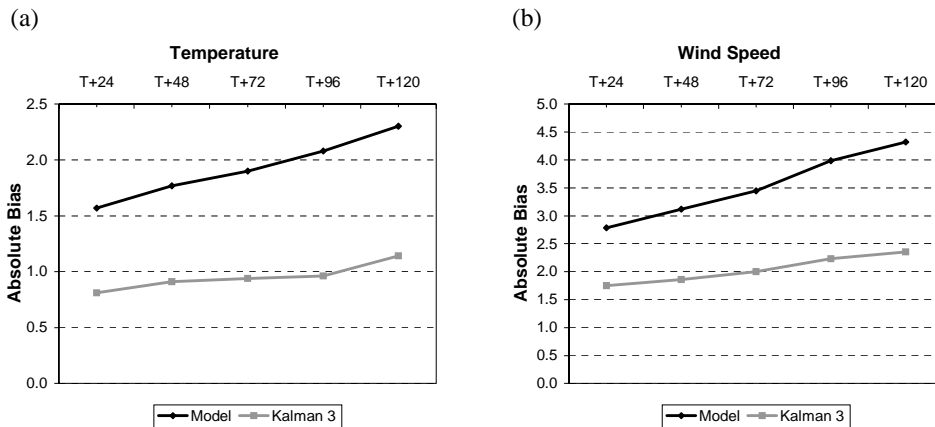 (a)
Temperature
T+24 T+48 T+72 T+96 T+120
2.5
2.0
1.5
1.0
0.5
0.0
Absolute Bias
Model Kalman 3
(b)
Wind Speed
T+24 T+48 T+72 T+96 T+120
5.0
4.5
4.0
3.5
3.0
2.5
2.0
1.5
1.0
0.5
0.0
Absolute Bias
Model Kalman 3